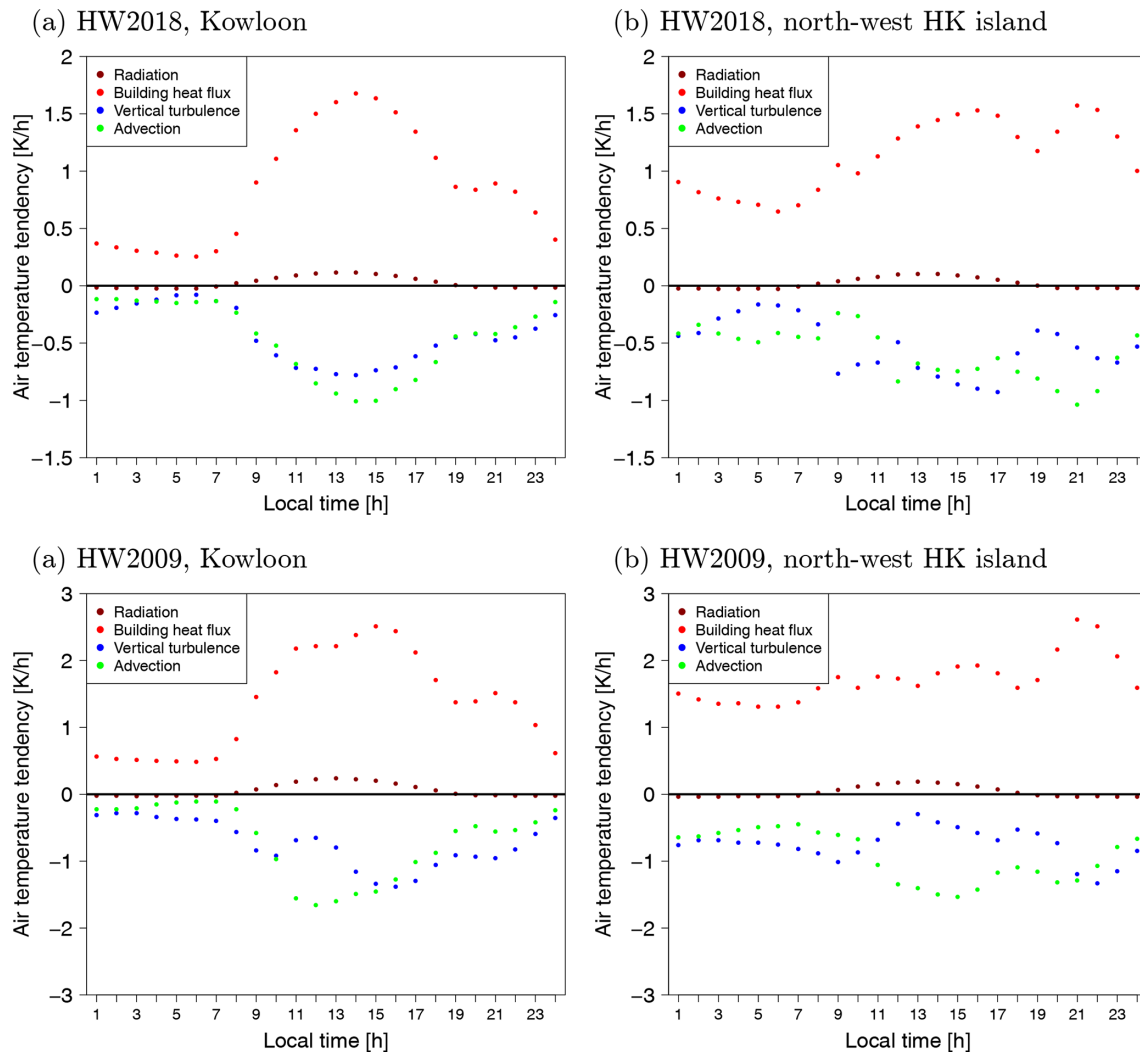 (a) HW2018, Kowloon
2
1.5
1
0.5
0
−0.5
−1
−1.5
Air temperature tendency [K/h]
Radiation
Building heat flux
Vertical turbulence
Advection
1 3 5 7 9 11 13 15 17 19 21 23
Local time [h]
(b) HW2018, north-west HK island
2
1.5
1
0.5
0
−0.5
−1
−1.5
Air temperature tendency [K/h]
Radiation
Building heat flux
Vertical turbulence
Advection
1 3 5 7 9 11 13 15 17 19 21 23
Local time [h]
(a) HW2009, Kowloon
3
2
1
0
−1
−2
−3
Air temperature tendency [K/h]
Radiation
Building heat flux
Vertical turbulence
Advection
1 3 5 7 9 11 13 15 17 19 21 23
Local time [h]
(b) HW2009, north-west HK island
3
2
1
0
−1
−2
−3
Air temperature tendency [K/h]
Radiation
Building heat flux
Vertical turbulence
Advection
1 3 5 7 9 11 13 15 17 19 21 23
Local time [h]